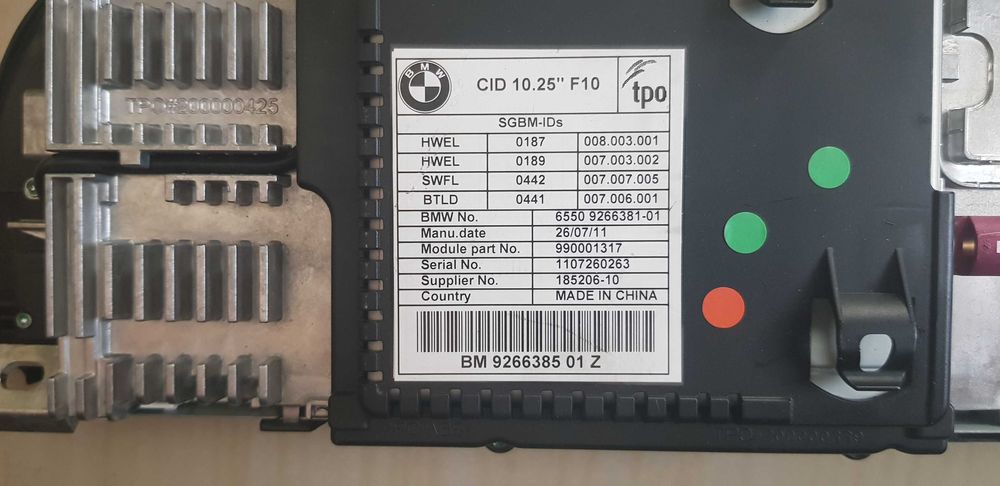 TPO#200000425
BMW
CID 10.25" F10
tpo
SGBM-IDs
HWEL 0187 008.003.001
HWEL 0189 007.003.002
SWFL 0442 007.007.005
BTLD 0441 007.006.001
BMW No. 6550 9266381-01
Manu.date 26/07/11
Module part No. 990001317
Serial No. 1107260263
Supplier No. 185206-10
Country MADE IN CHINA
BM 9266385 01 Z